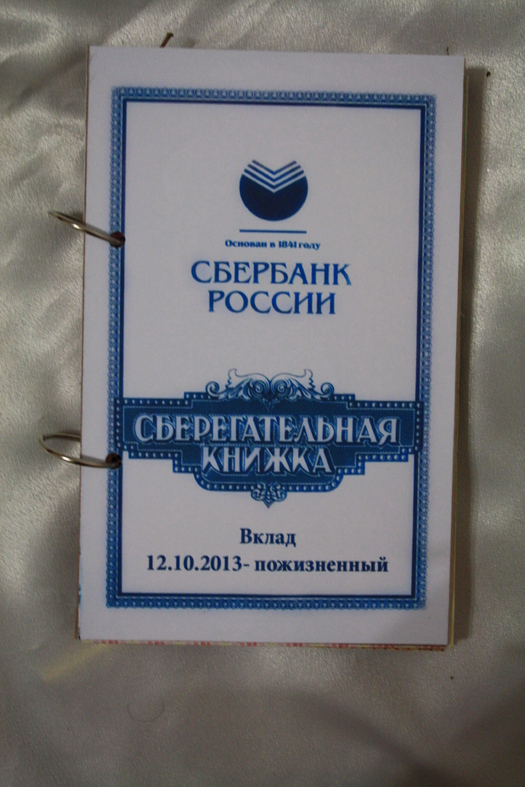 Основан в 1841 году
СБЕРБАНК
РОССИИ
СБЕРЕГАТЕЛЬНАЯ
КНИЖКА
Вклад
12.10.2013- пожизненный